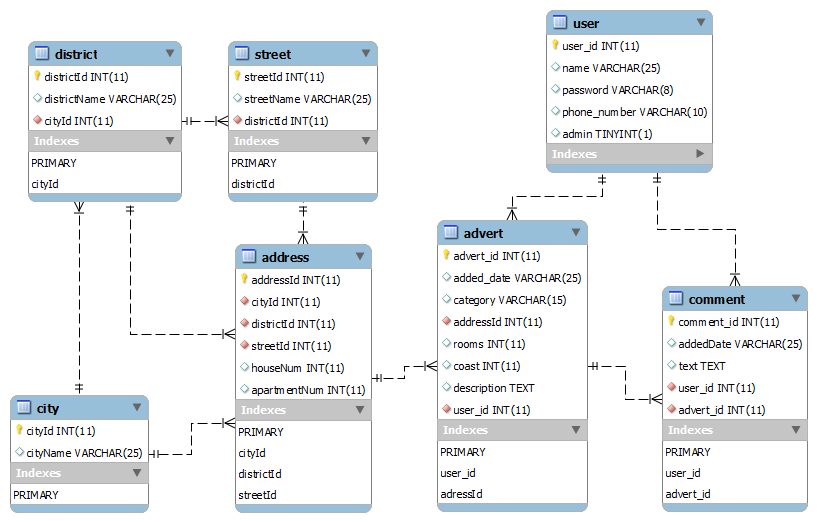 district
districtId INT(11)
districtName VARCHAR(25)
cityId INT(11)
Indexes
PRIMARY
cityId
street
streetId INT(11)
streetName VARCHAR(25)
districtId INT(11)
Indexes
PRIMARY
districtId
user
user_id INT(11)
name VARCHAR(25)
password VARCHAR(8)
phone_number VARCHAR(10)
admin TINYINT(1)
Indexes
address
addressId INT(11)
cityId INT(11)
districtId INT(11)
streetId INT(11)
houseNum INT(11)
apartmentNum INT(11)
Indexes
PRIMARY
cityId
districtId
streetId
advert
advert_id INT(11)
added_date VARCHAR(25)
category VARCHAR(15)
addressId INT(11)
rooms INT(11)
coast INT(11)
description TEXT
user_id INT(11)
Indexes
PRIMARY
user_id
adressId
comment
comment_id INT(11)
addedDate VARCHAR(25)
text TEXT
user_id INT(11)
advert_id INT(11)
Indexes
PRIMARY
user_id
advert_id
city
cityId INT(11)
cityName VARCHAR(25)
Indexes
PRIMARY